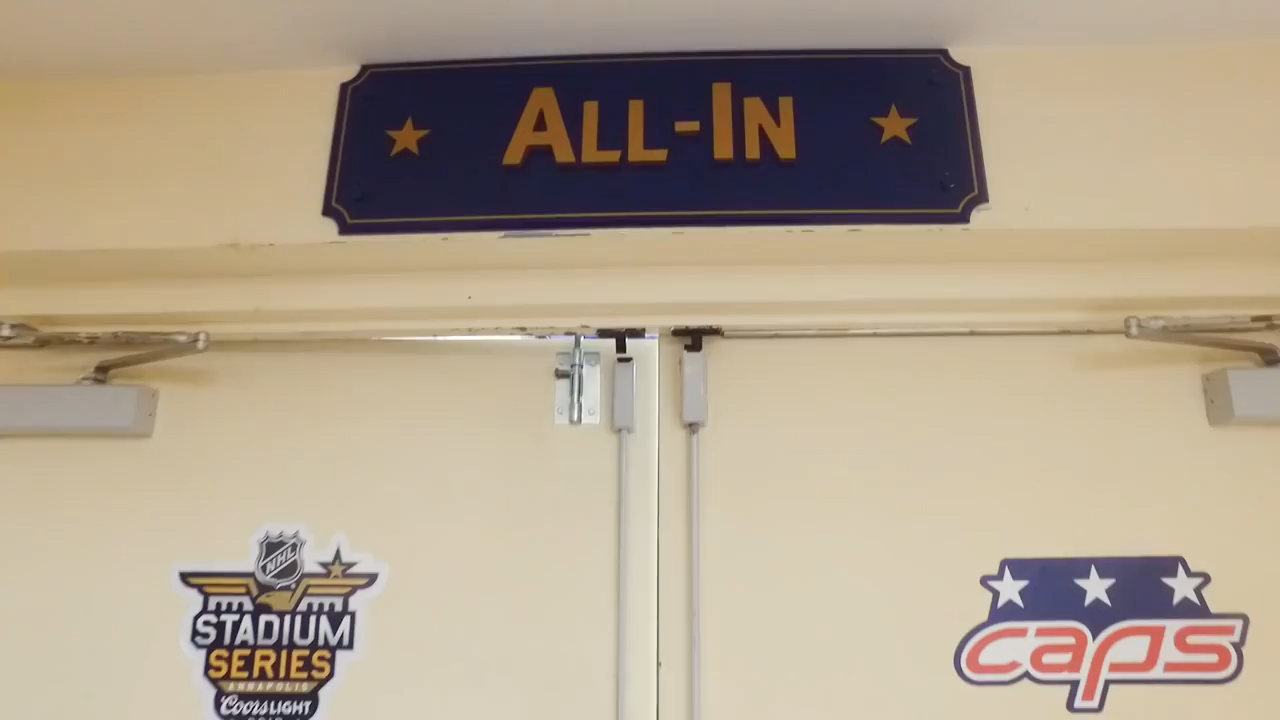 ALL-IN
NHL
STADIUM
SERIES
ANNAPOLIS
Coors LIGHT
caps